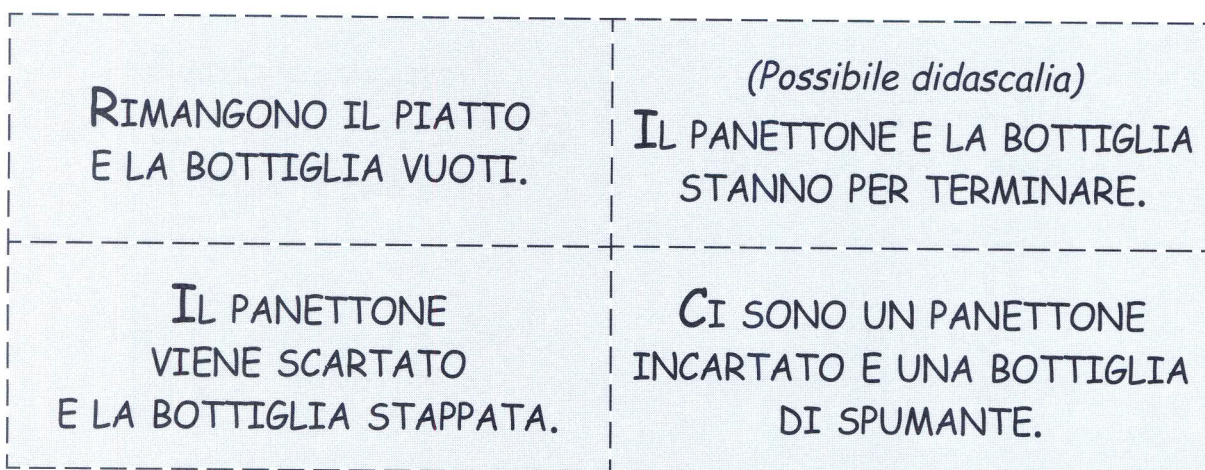 RIMANGONO IL PIATTO
E LA BOTTIGLIA VUOTI.
(Possibile didascalia)
IL PANETTONE E LA BOTTIGLIA
STANNO PER TERMINARE.
IL PANETTONE
VIENE SCARTATO
E LA BOTTIGLIA STAPPATA.
CI SONO UN PANETTONE
INCARTATO E UNA BOTTIGLIA
DI SPUMANTE.